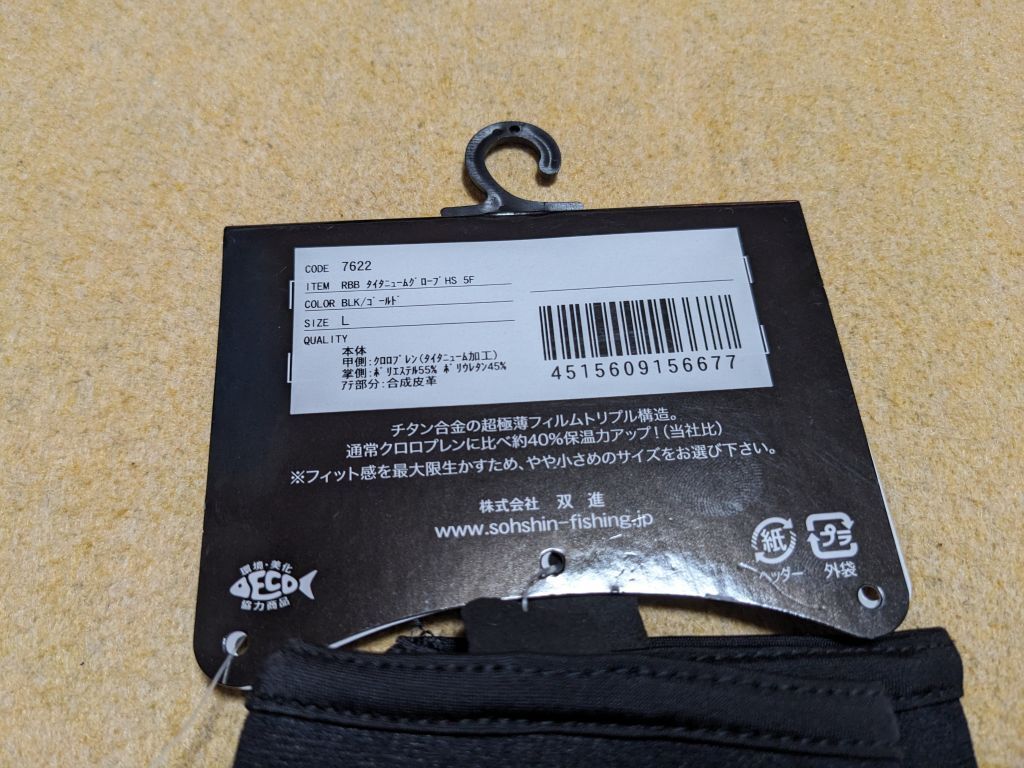 CODE 7622
ITEM RBB ﾀｲﾀﾆｭｰﾑｸﾞﾛｰﾌﾞHS 5F
COLOR BLK/ｺﾞｰﾙﾄﾞ
SIZE L
QUALITY
本体
甲側:ｸﾛﾛﾌﾟﾚﾝ(ﾀｲﾀﾆｭｰﾑ加工)
掌側:ﾎﾟﾘｴｽﾃﾙ55% ﾎﾟﾘｳﾚﾀﾝ45%
ｱﾃ部分:合成皮革
4515609156677
チタン合金の超極薄フィルムトリプル構造。
通常クロロプレンに比べ約40%保温力アップ!(当社比)
※フィット感を最大限生かすため、やや小さめのサイズをお選び下さい。
株式会社 双進
www.sohshin-fishing.jp
環境・美化
ECO
協力商品
紙
ヘッダー
プラ
外袋